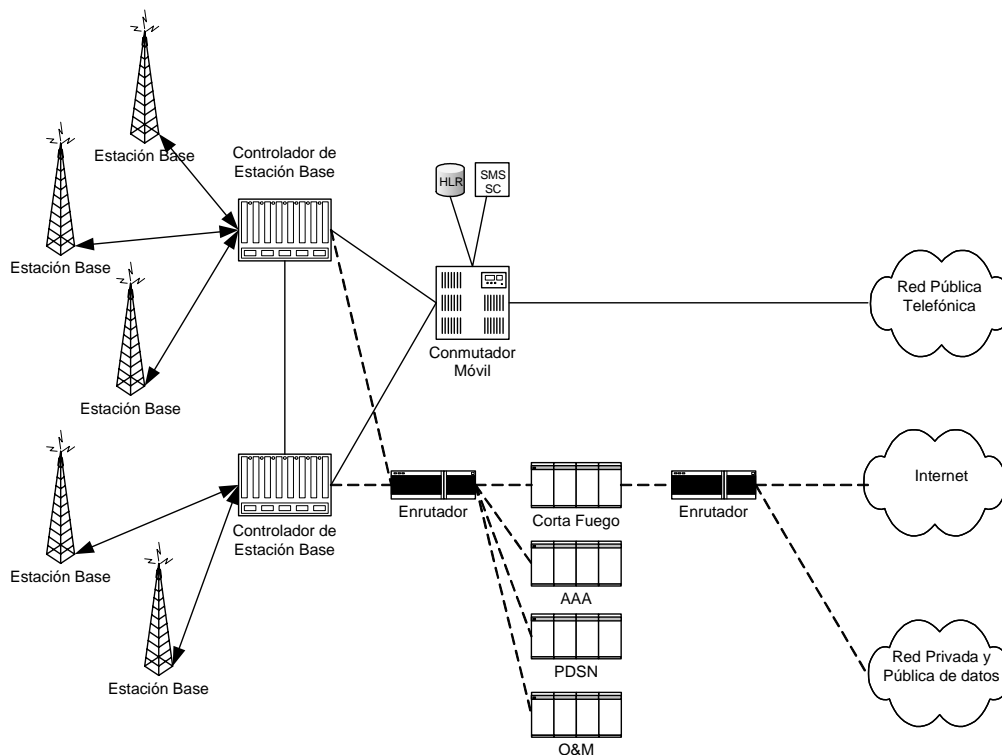 Estación Base
Controlador de
Estación Base
Estación Base
HLR
SMS
SC
Conmutador
Móvil
Red Pública
Telefónica
Estación Base
Estación Base
Controlador de
Estación Base
Estación Base
Enrutador
Corta Fuego
Enrutador
Internet
AAA
PDSN
O&M
Red Privada y
Pública de datos